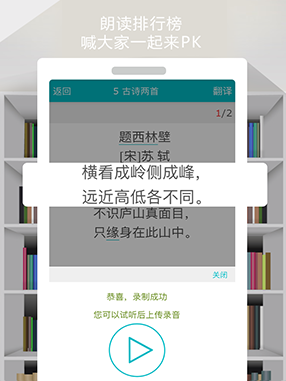 朗读排行榜
喊大家一起来PK
返回 5 古诗两首 翻译
1/2
题西林壁
[宋]苏 轼
横看成岭侧成峰,
远近高低各不同。
不识庐山真面目,
只缘身在此山中。
关闭
恭喜，录制成功
您可以试听后上传录音